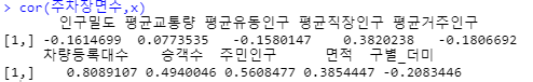 > cor(주차장면수,x)
인구밀도 평균교통량 평균유동인구 평균직장인구 평균거주인구
[1,] -0.1614699 0.0773535 -0.1580147 0.3820238 -0.1806692
차량등록대수 승객수 주민인구 면적 구별_더미
[1,] 0.8089107 0.4940046 0.5608477 0.3854447 -0.2083446